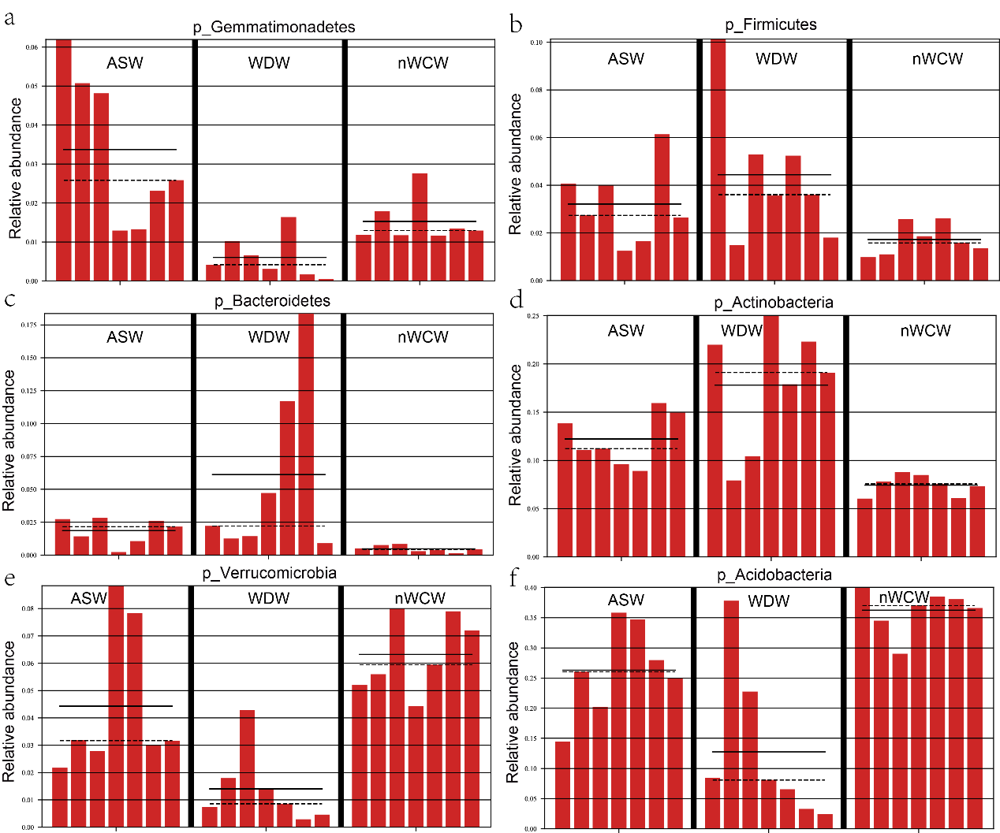 a
p_Gemmatimonadetes
Relative abundance
0.06
0.05
0.04
0.03
0.02
0.01
0.00
ASW
WDW
nWCW
b
p_Firmicutes
Relative abundance
0.10
0.08
0.06
0.04
0.02
0.00
ASW
WDW
nWCW
c
p_Bacteroidetes
Relative abundance
0.175
0.150
0.125
0.100
0.075
0.050
0.025
0.000
ASW
WDW
nWCW
d
p_Actinobacteria
Relative abundance
0.25
0.20
0.15
0.10
0.05
0.00
ASW
WDW
nWCW
e
p_Verrucomicrobia
Relative abundance
0.08
0.07
0.06
0.05
0.04
0.03
0.02
0.01
0.00
ASW
WDW
nWCW
f
p_Acidobacteria
Relative abundance
0.40
0.35
0.30
0.25
0.20
0.15
0.10
0.05
0.00
ASW
WDW
nWCW